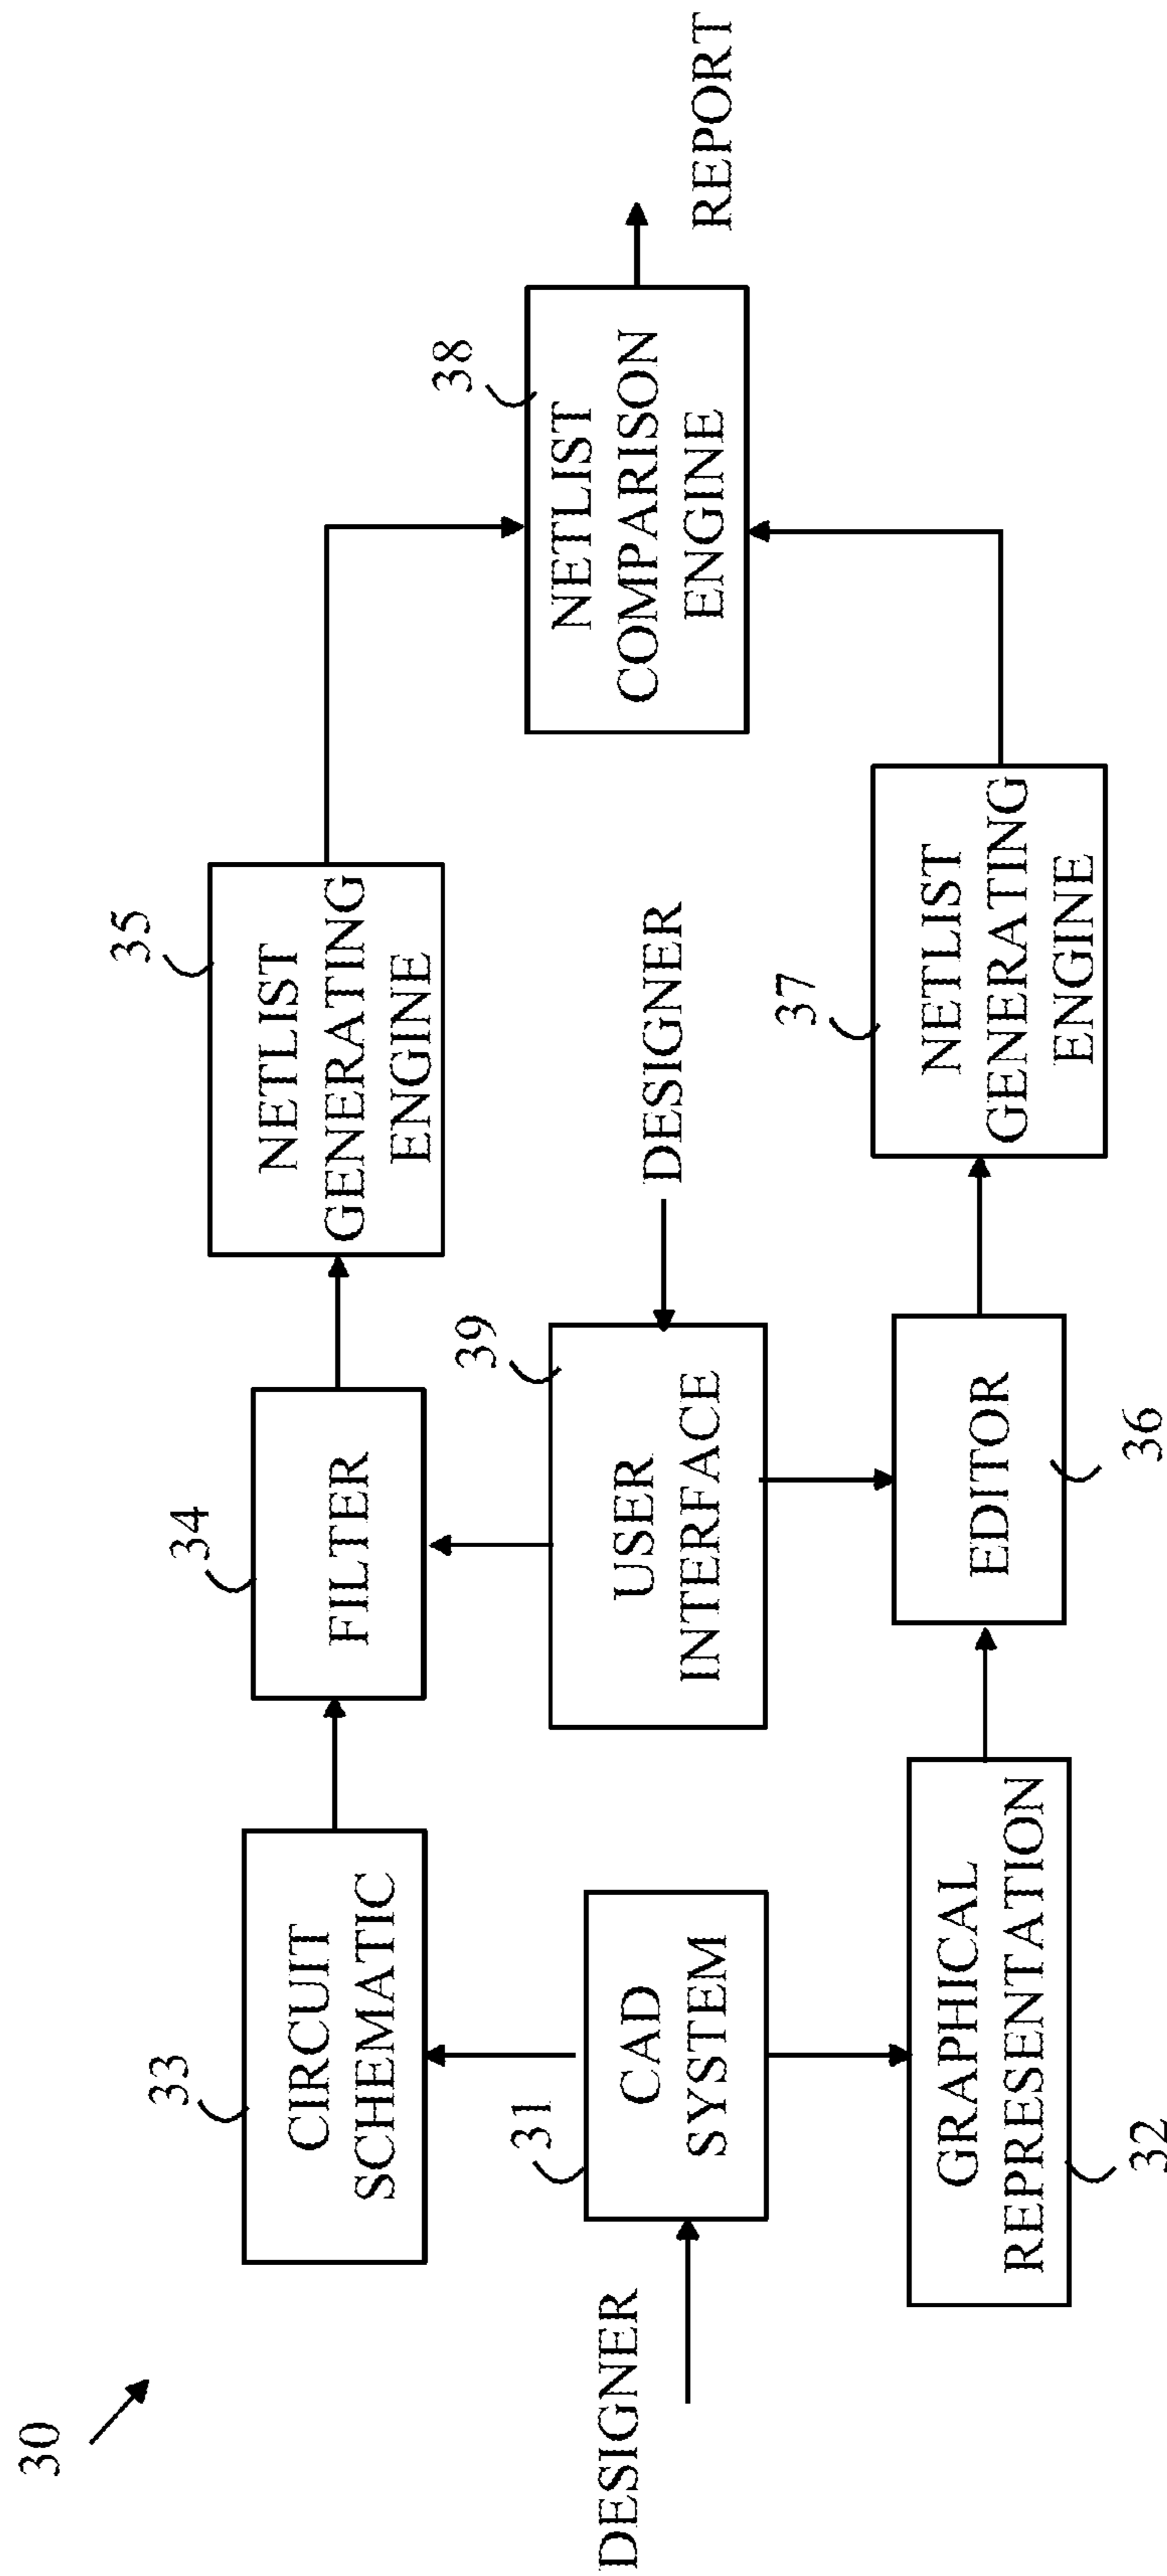 30
33
CIRCUIT
SCHEMATIC
34
FILTER
35
NETLIST
GENERATING
ENGINE
DESIGNER
31
CAD
SYSTEM
39
USER
INTERFACE
DESIGNER
38
NETLIST
COMPARISON
ENGINE
REPORT
GRAPHICAL
REPRESENTATION
32
EDITOR
36
37
NETLIST
GENERATING
ENGINE